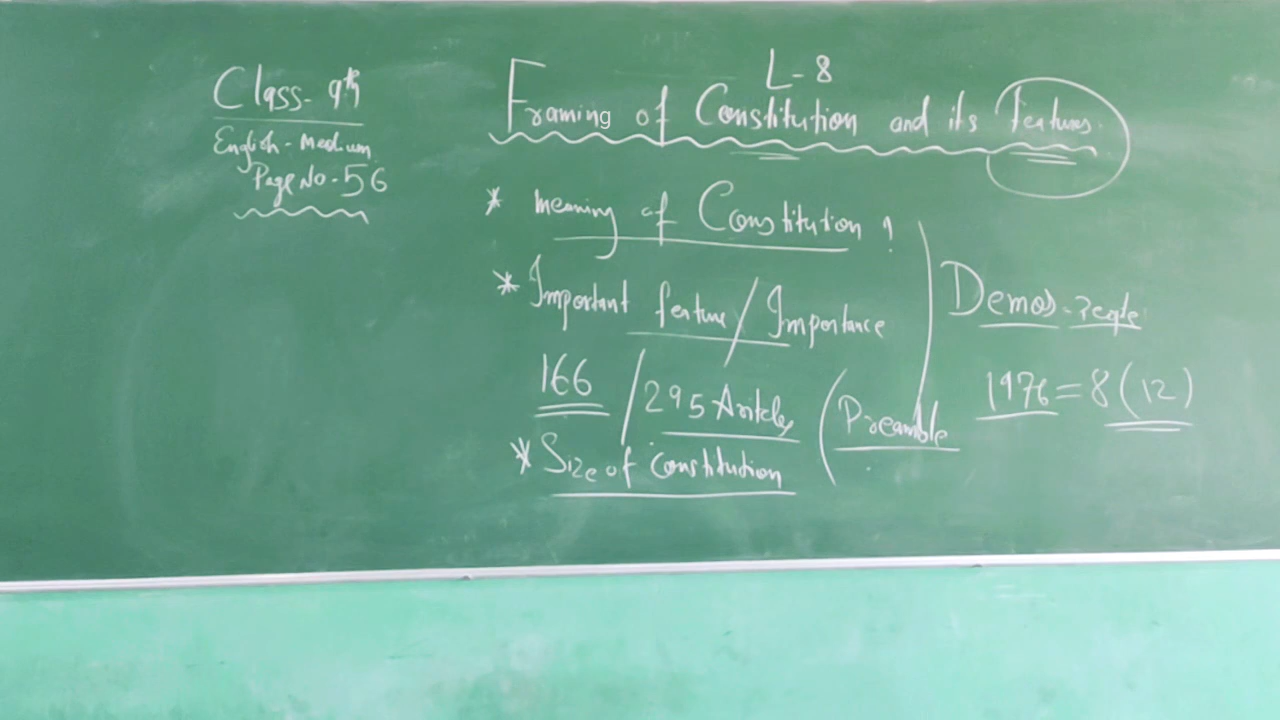 Class-9th
English-Medium
Page No-56
L-8
Framing of Constitution and its features.
* meaning of Constitution ?
* Important feature/Importance
166 / 295 Aritcles (Preamble
* Size of constitution
Demos-People
1976=8(12)